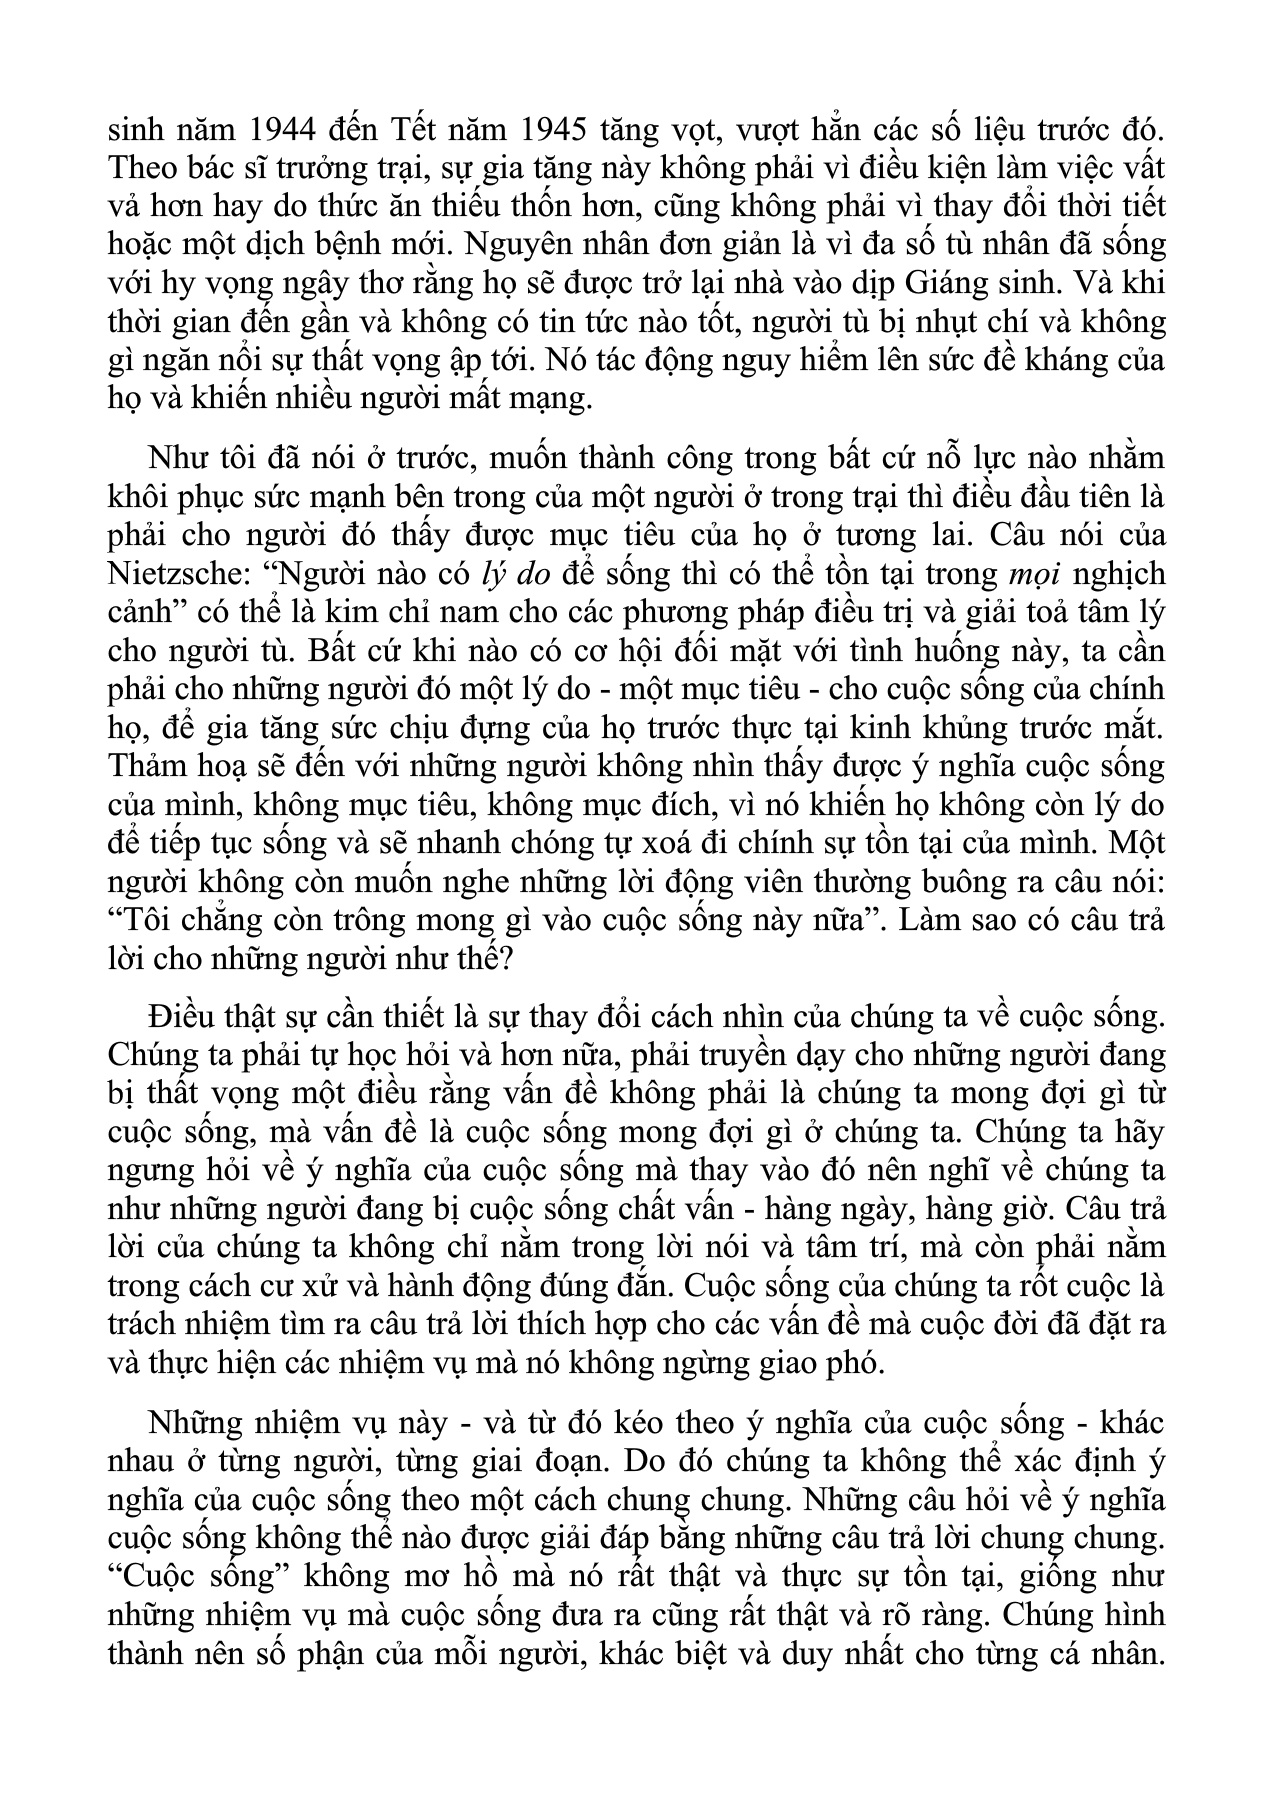 sinh năm 1944 đến Tết năm 1945 tăng vọt, vượt hẳn các số liệu trước đó.
Theo bác sĩ trưởng trại, sự gia tăng này không phải vì điều kiện làm việc vất
vả hơn hay do thức ăn thiếu thốn hơn, cũng không phải vì thay đổi thời tiết
hoặc một dịch bệnh mới. Nguyên nhân đơn giản là vì đa số tù nhân đã sống
với hy vọng ngây thơ rằng họ sẽ được trở lại nhà vào dịp Giáng sinh. Và khi
thời gian đến gần và không có tin tức nào tốt, người tù bị nhụt chí và không
gì ngăn nổi sự thất vọng ập tới. Nó tác động nguy hiểm lên sức đề kháng của
họ và khiến nhiều người mất mạng.
Như tôi đã nói ở trước, muốn thành công trong bất cứ nỗ lực nào nhằm
khôi phục sức mạnh bên trong của một người ở trong trại thì điều đầu tiên là
phải cho người đó thấy được mục tiêu của họ ở tương lai. Câu nói của
Nietzsche: “Người nào có lý do để sống thì có thể tồn tại trong mọi nghịch
cảnh” có thể là kim chỉ nam cho các phương pháp điều trị và giải toả tâm lý
cho người tù. Bất cứ khi nào có cơ hội đối mặt với tình huống này, ta cần
phải cho những người đó một lý do - một mục tiêu - cho cuộc sống của chính
họ, để gia tăng sức chịu đựng của họ trước thực tại kinh khủng trước mắt.
Thảm hoạ sẽ đến với những người không nhìn thấy được ý nghĩa cuộc sống
của mình, không mục tiêu, không mục đích, vì nó khiến họ không còn lý do
để tiếp tục sống và sẽ nhanh chóng tự xoá đi chính sự tồn tại của mình. Một
người không còn muốn nghe những lời động viên thường buông ra câu nói:
“Tôi chẳng còn trông mong gì vào cuộc sống này nữa”. Làm sao có câu trả
lời cho những người như thế?
Điều thật sự cần thiết là sự thay đổi cách nhìn của chúng ta về cuộc sống.
Chúng ta phải tự học hỏi và hơn nữa, phải truyền dạy cho những người đang
bị thất vọng một điều rằng vấn đề không phải là chúng ta mong đợi gì từ
cuộc sống, mà vấn đề là cuộc sống mong đợi gì ở chúng ta. Chúng ta hãy
ngưng hỏi về ý nghĩa của cuộc sống mà thay vào đó nên nghĩ về chúng ta
như những người đang bị cuộc sống chất vấn - hàng ngày, hàng giờ. Câu trả
lời của chúng ta không chỉ nằm trong lời nói và tâm trí, mà còn phải nằm
trong cách cư xử và hành động đúng đắn. Cuộc sống của chúng ta rốt cuộc là
trách nhiệm tìm ra câu trả lời thích hợp cho các vấn đề mà cuộc đời đã đặt ra
và thực hiện các nhiệm vụ mà nó không ngừng giao phó.
Những nhiệm vụ này - và từ đó kéo theo ý nghĩa của cuộc sống - khác
nhau ở từng người, từng giai đoạn. Do đó chúng ta không thể xác định ý
nghĩa của cuộc sống theo một cách chung chung. Những câu hỏi về ý nghĩa
cuộc sống không thể nào được giải đáp bằng những câu trả lời chung chung.
“Cuộc sống” không mơ hồ mà nó rất thật và thực sự tồn tại, giống như
những nhiệm vụ mà cuộc sống đưa ra cũng rất thật và rõ ràng. Chúng hình
thành nên số phận của mỗi người, khác biệt và duy nhất cho từng cá nhân.